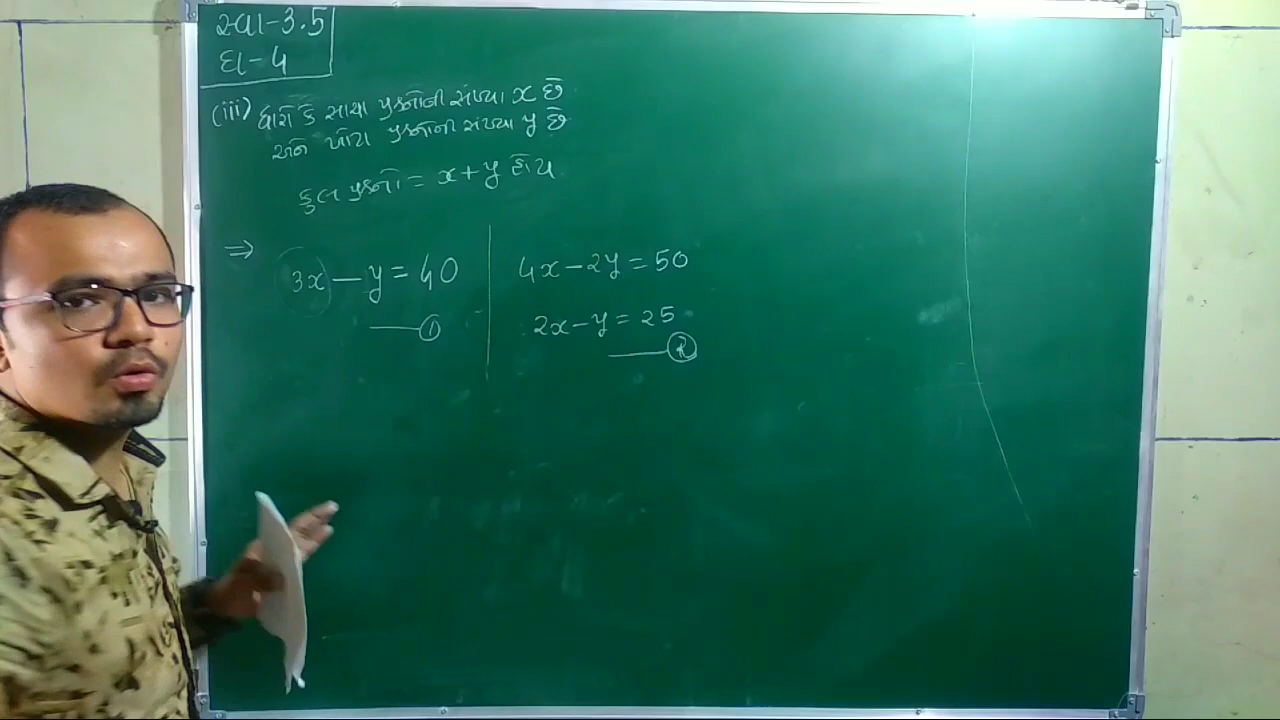 સ્વા-3.5
દા-4
(iii) ધારો કે સાચા પ્રશ્નોની સંખ્યા x છે
અને ખોટા પ્રશ્નોની સંખ્યા y છે
કુલ પ્રશ્નો = x + y હોય.
⇒ 3x − y = 40
①
4x − 2y = 50
2x − y = 25
②